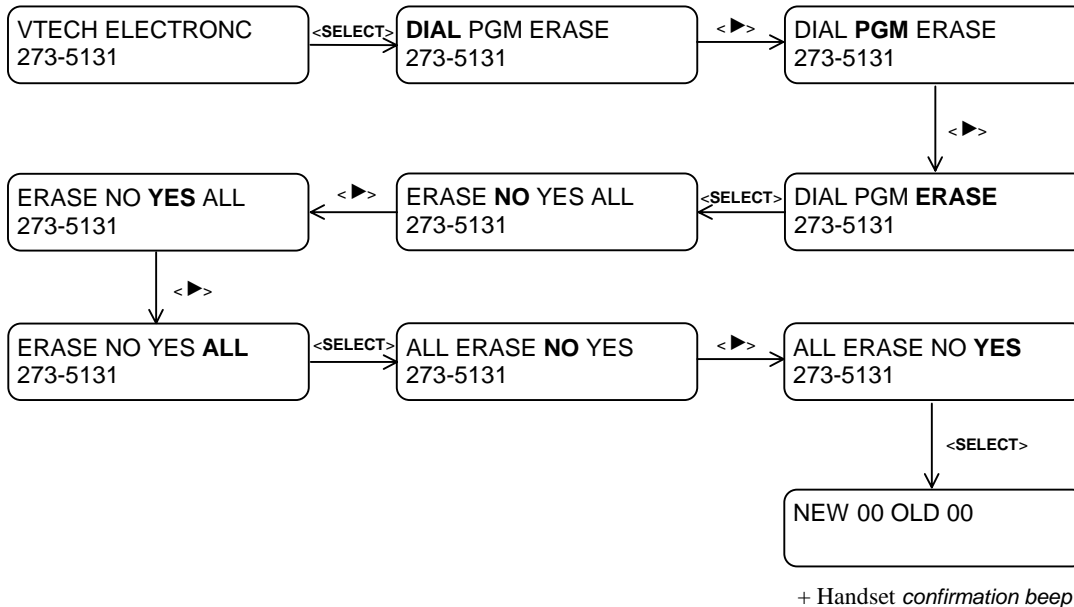 VTECH ELECTRONC
273-5131
<SELECT>
DIAL PGM ERASE
273-5131
< ► >
DIAL PGM ERASE
273-5131
< ► >
DIAL PGM ERASE
273-5131
<SELECT>
ERASE NO YES ALL
273-5131
< ► >
ERASE NO YES ALL
273-5131
< ► >
ERASE NO YES ALL
273-5131
<SELECT>
ALL ERASE NO YES
273-5131
< ► >
ALL ERASE NO YES
273-5131
<SELECT>
NEW 00 OLD 00
+ Handset confirmation beep